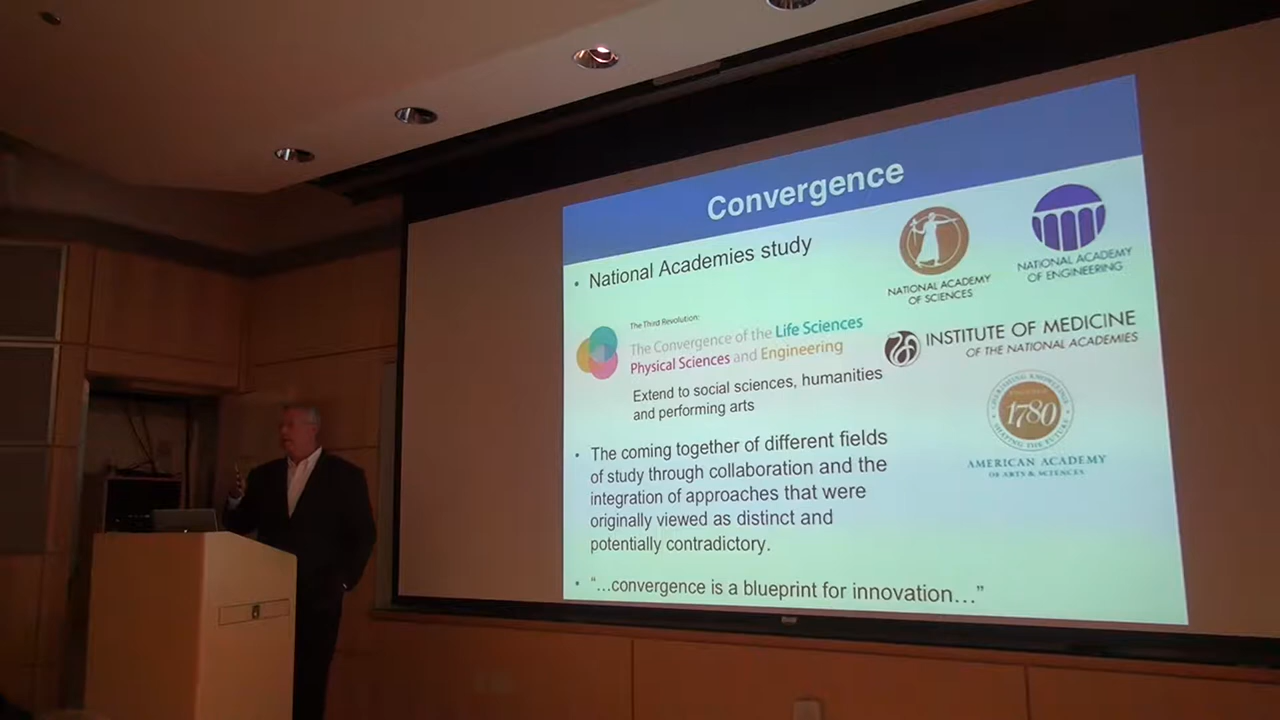 Convergence
• National Academies study
The Third Revolution:
The Convergence of the Life Sciences
Physical Sciences and Engineering
Extend to social sciences, humanities
and performing arts
• The coming together of different fields
of study through collaboration and the
integration of approaches that were
originally viewed as distinct and
potentially contradictory.
• “…convergence is a blueprint for innovation…”
NATIONAL ACADEMY
OF SCIENCES
NATIONAL ACADEMY
OF ENGINEERING
INSTITUTE OF MEDICINE
OF THE NATIONAL ACADEMIES
1780
AMERICAN ACADEMY
OF ARTS & SCIENCES